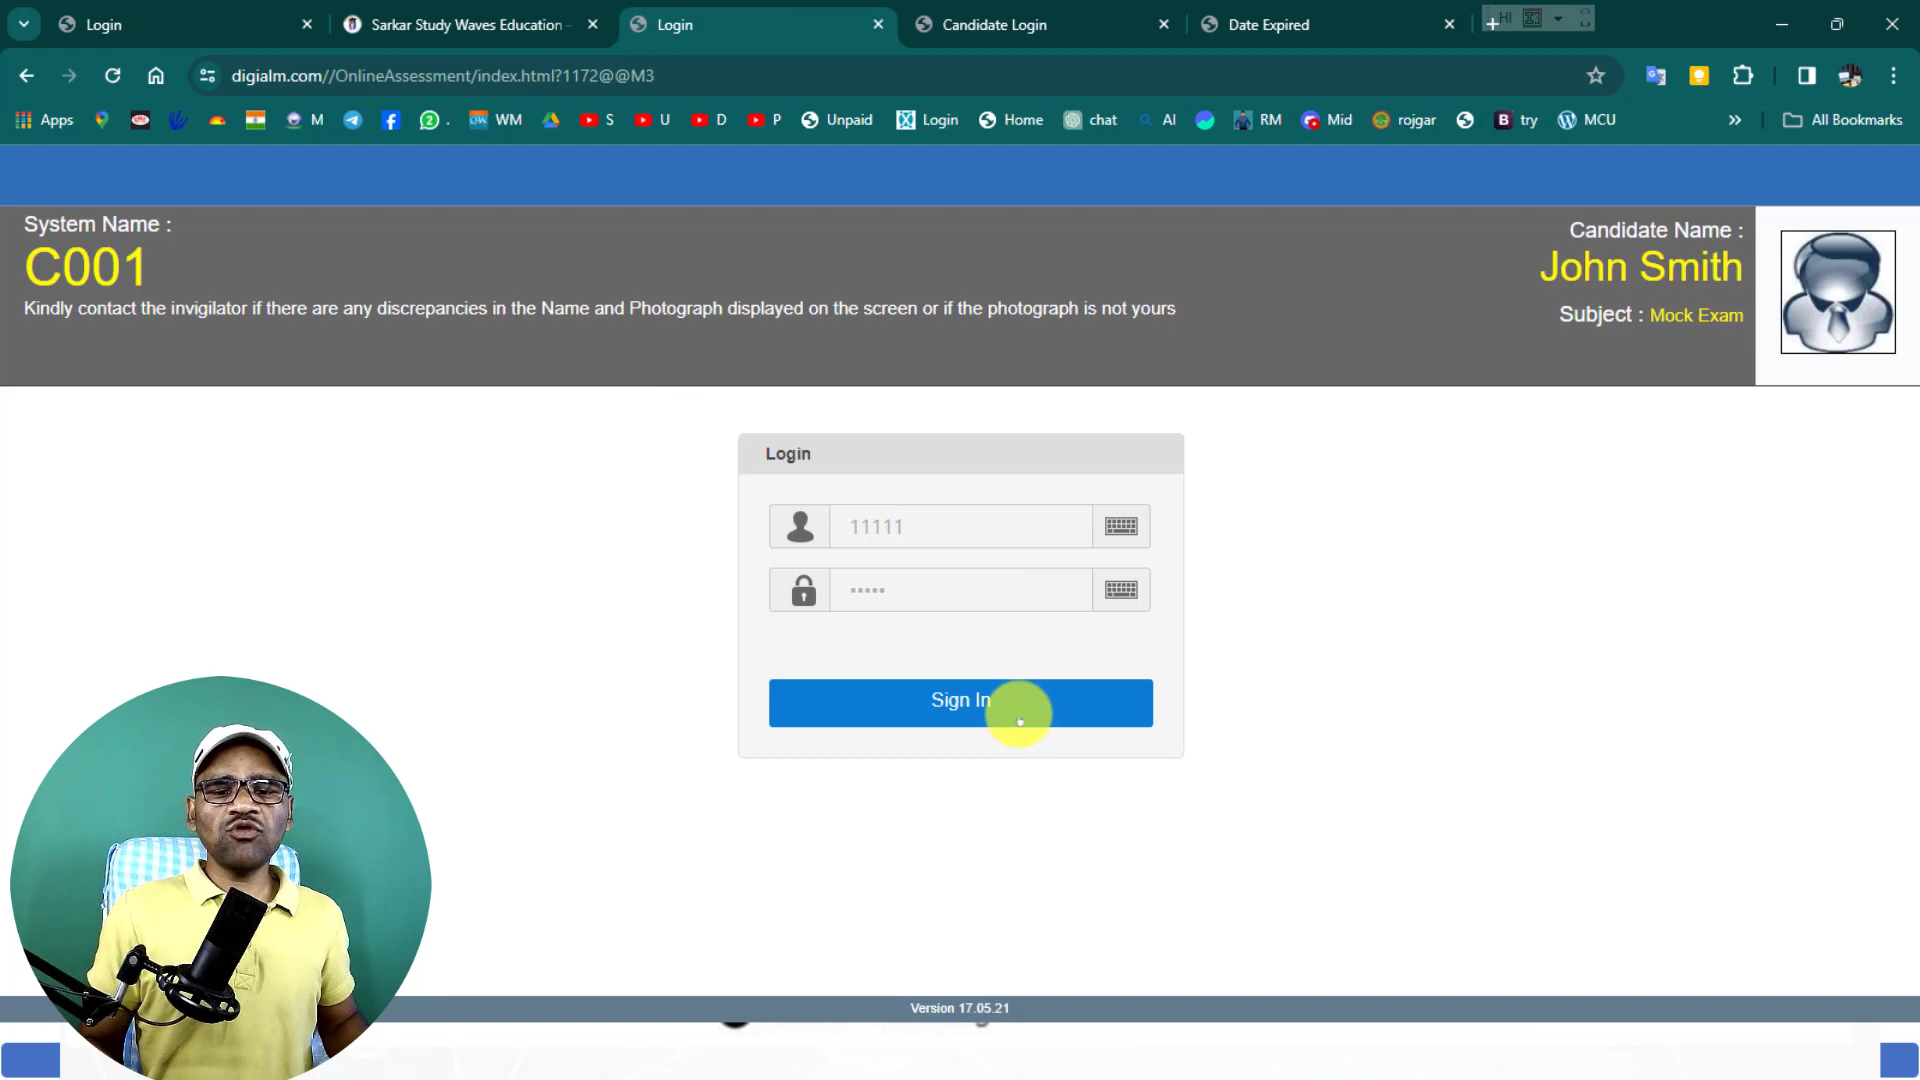 Login
Sarkar Study Waves Education -
Login
Candidate Login
Date Expired
HI
digialm.com//OnlineAssessment/index.html?1172@@M3
Apps
M
2
.
WM
S
U
D
P
Unpaid
Login
Home
chat
AI
RM
Mid
rojgar
B try
MCU
All Bookmarks
System Name :
C001
Kindly contact the invigilator if there are any discrepancies in the Name and Photograph displayed on the screen or if the photograph is not yours
Candidate Name :
John Smith
Subject : Mock Exam
Login
11111
•••••
Sign In
Version 17.05.21